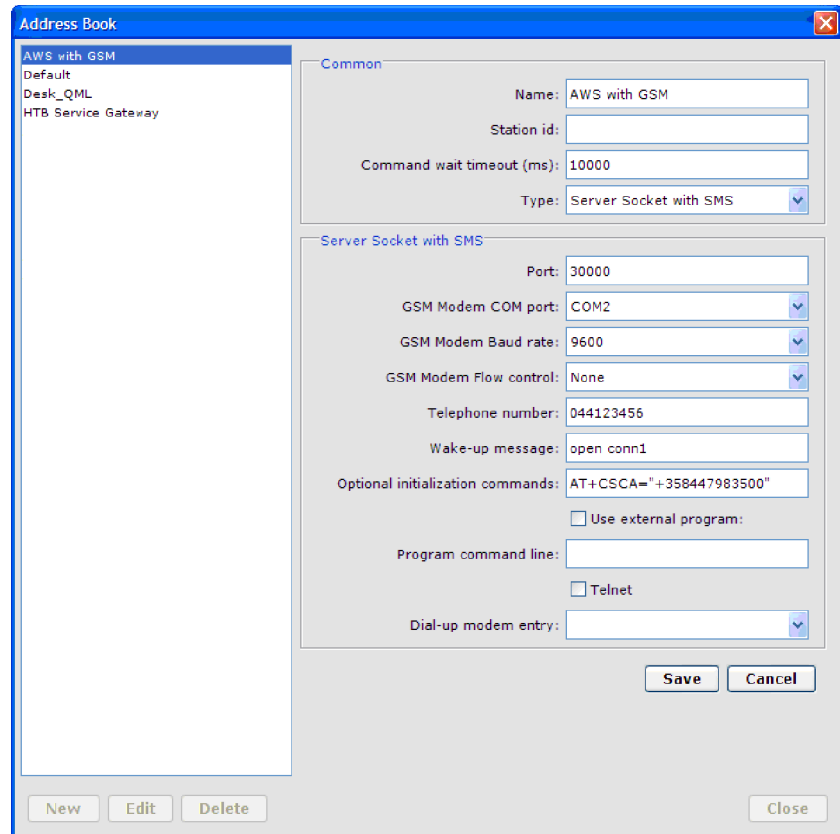 Address Book
AWS with GSM
Default
Desk_QML
HTB Service Gateway
Common
Name: AWS with GSM
Station id:
Command wait timeout (ms): 10000
Type: Server Socket with SMS
Server Socket with SMS
Port: 30000
GSM Modem COM port: COM2
GSM Modem Baud rate: 9600
GSM Modem Flow control: None
Telephone number: 044123456
Wake-up message: open conn1
Optional initialization commands: AT+CSCA="+358447983500"
Use external program:
Program command line:
Telnet
Dial-up modem entry:
Save Cancel
New Edit Delete Close